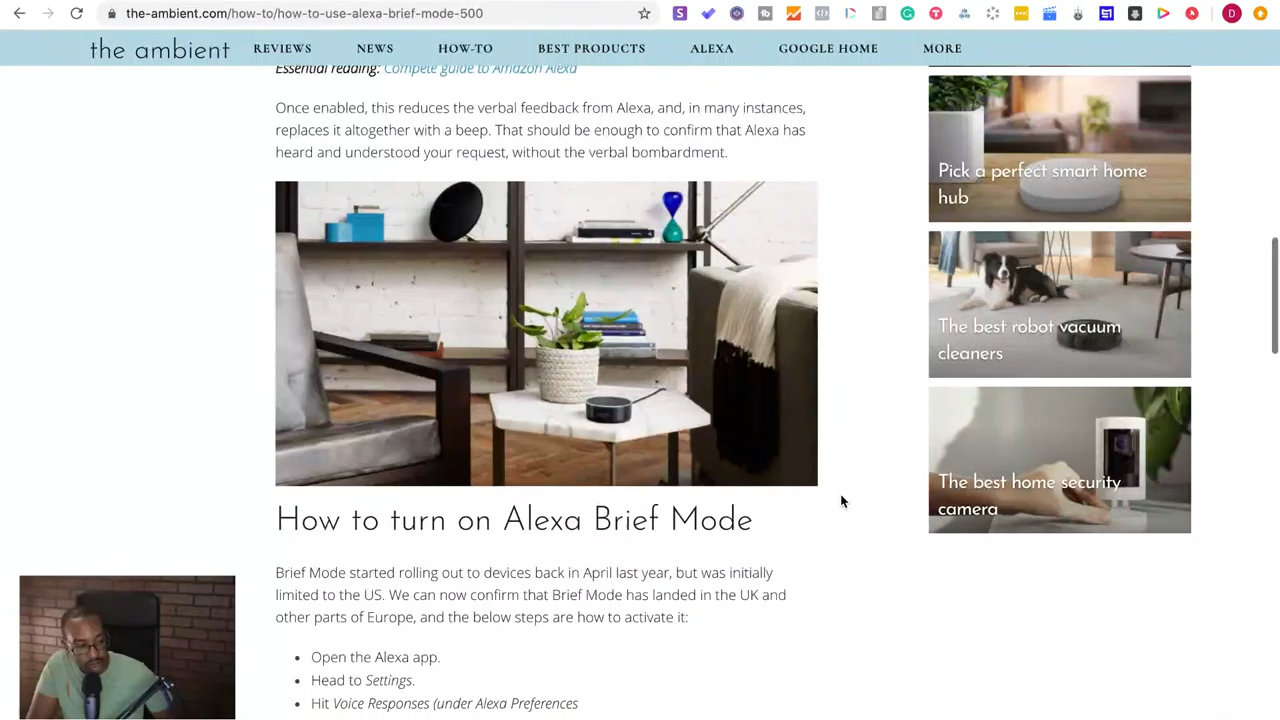 the-ambient.com/how-to/how-to-use-alexa-brief-mode-500
the ambient REVIEWS NEWS HOW-TO BEST PRODUCTS ALEXA GOOGLE HOME MORE
Essential reading: Compete guide to Amazon Alexa
Once enabled, this reduces the verbal feedback from Alexa, and, in many instances,
replaces it altogether with a beep. That should be enough to confirm that Alexa has
heard and understood your request, without the verbal bombardment.
How to turn on Alexa Brief Mode
Brief Mode started rolling out to devices back in April last year, but was initially
limited to the US. We can now confirm that Brief Mode has landed in the UK and
other parts of Europe, and the below steps are how to activate it:
• Open the Alexa app.
• Head to Settings.
• Hit Voice Responses (under Alexa Preferences
Pick a perfect smart home
hub
The best robot vacuum
cleaners
The best home security
camera